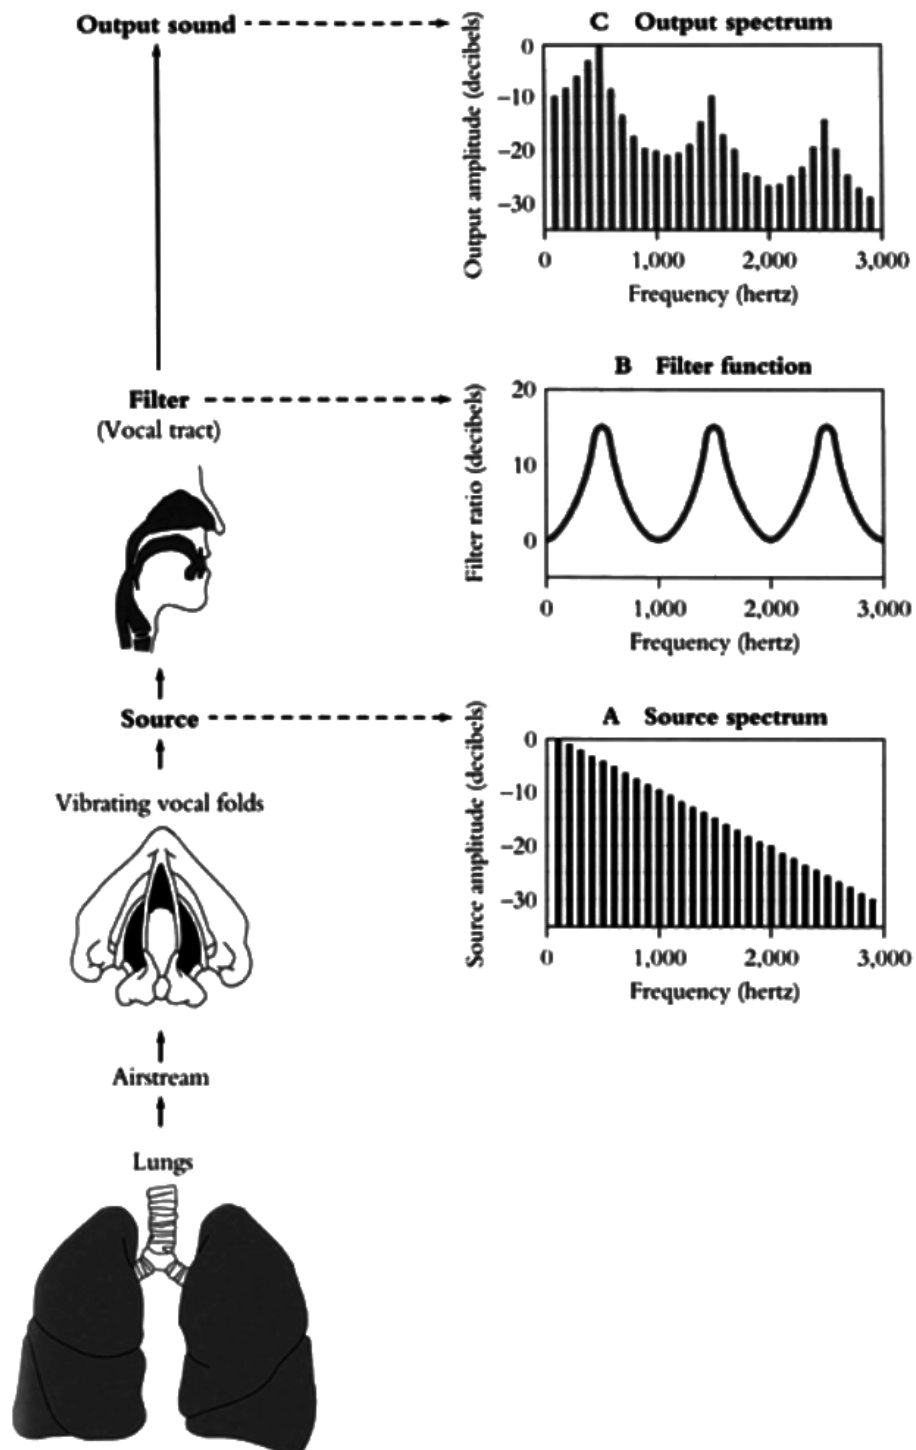 Output sound
C Output spectrum
Output amplitude (decibels)
0
−10
−20
−30
0 1,000 2,000 3,000
Frequency (hertz)
Filter
(Vocal tract)
B Filter function
Filter ratio (decibels)
20
10
0
0 1,000 2,000 3,000
Frequency (hertz)
Source
A Source spectrum
Source amplitude (decibels)
0
−10
−20
−30
0 1,000 2,000 3,000
Frequency (hertz)
Vibrating vocal folds
Airstream
Lungs